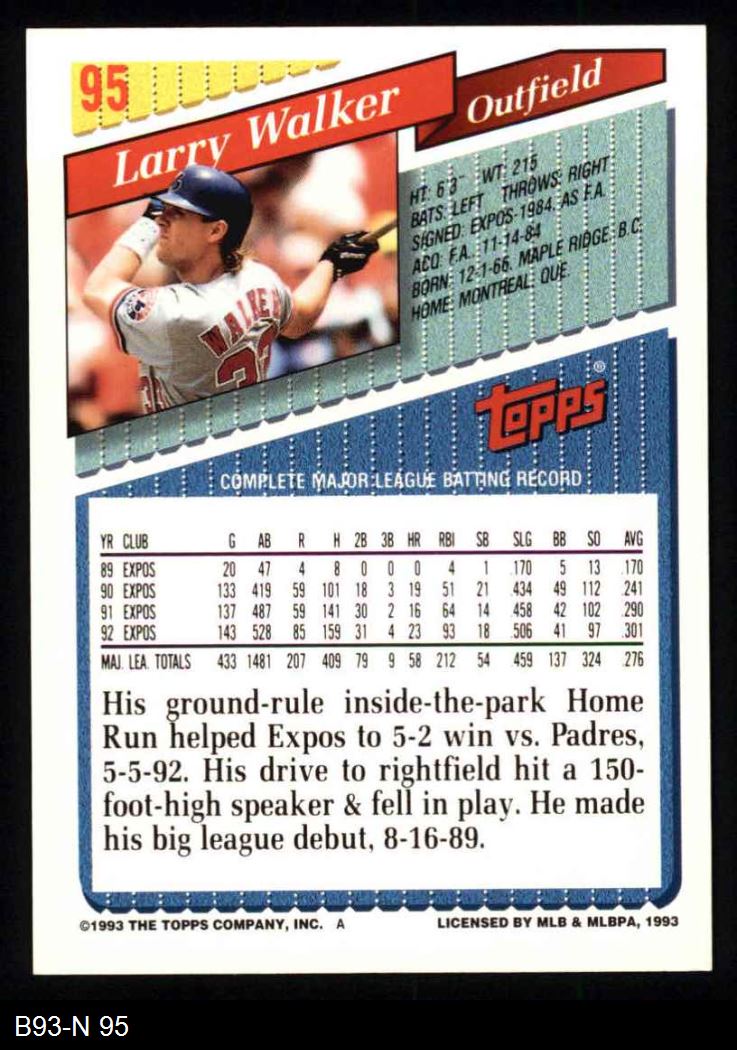 95
Larry Walker
Outfield
HT: 6'3" WT: 215
BATS: LEFT THROWS: RIGHT
SIGNED: EXPOS-1984, AS F.A.
ACQ: F.A., 11-14-84
BORN: 12-1-66, MAPLE RIDGE, B.C.
HOME: MONTREAL, QUE.
WALKER
33
topps®
COMPLETE MAJOR LEAGUE BATTING RECORD
YR CLUB G AB R H 2B 3B HR RBI SB SLG BB SO AVG
89 EXPOS 20 47 4 8 0 0 0 4 1 .170 5 13 .170
90 EXPOS 133 419 59 101 18 3 19 51 21 .434 49 112 .241
91 EXPOS 137 487 59 141 30 2 16 64 14 .458 42 102 .290
92 EXPOS 143 528 85 159 31 4 23 93 18 .506 41 97 .301
MAJ. LEA. TOTALS 433 1481 207 409 79 9 58 212 54 .459 137 324 .276
His ground-rule inside-the-park Home
Run helped Expos to 5-2 win vs. Padres,
5-5-92. His drive to rightfield hit a 150-
foot-high speaker & fell in play. He made
his big league debut, 8-16-89.
©1993 THE TOPPS COMPANY, INC. A
LICENSED BY MLB & MLBPA, 1993
B93-N 95